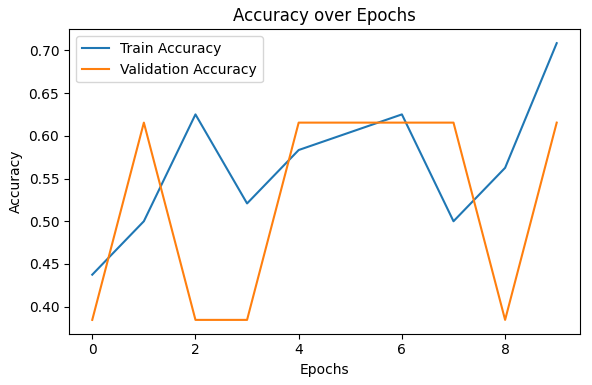 Accuracy over Epochs
Train Accuracy
Validation Accuracy
0.70
0.65
0.60
0.55
0.50
0.45
0.40
Accuracy
0 2 4 6 8
Epochs